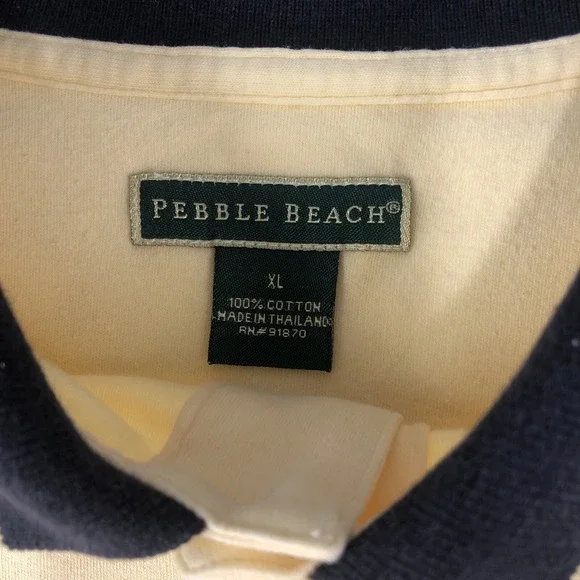 PEBBLE BEACH®
XL
100% COTTON
MADE IN THAILAND
RN# 91870